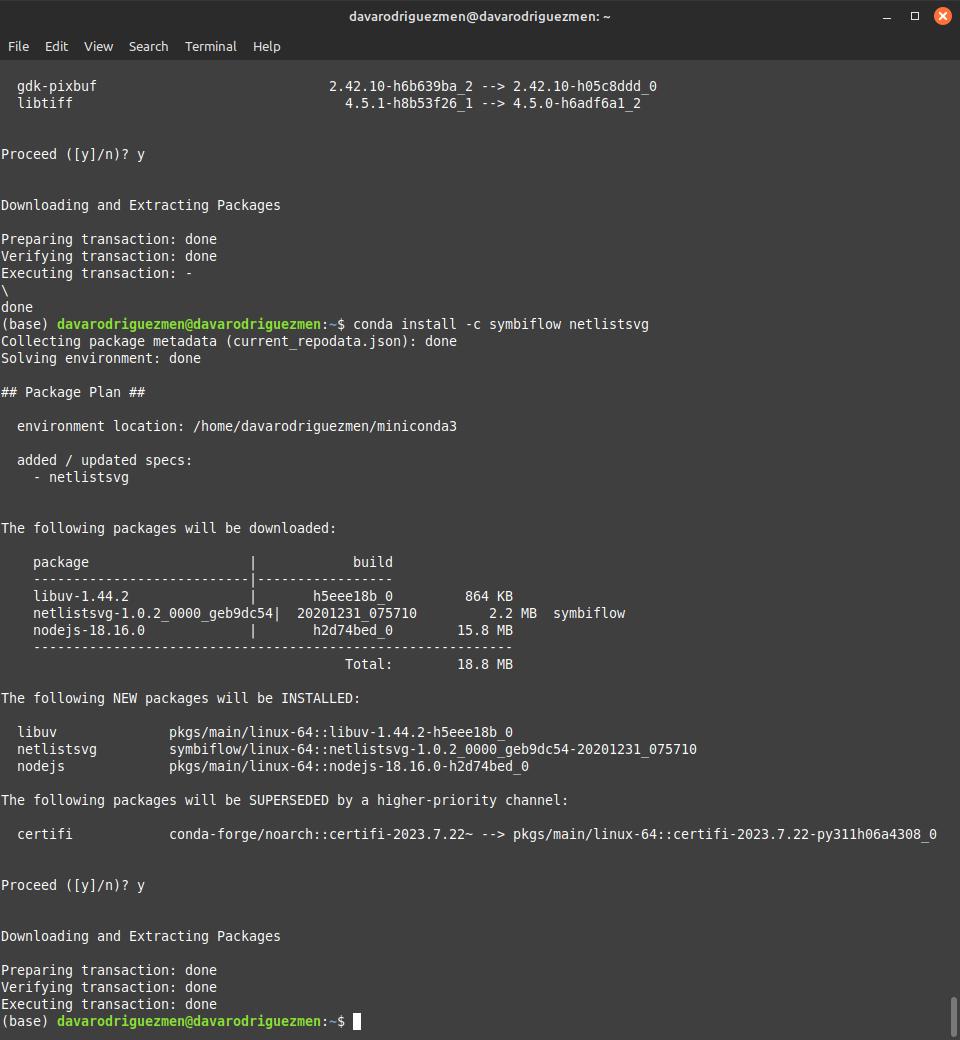 davarodriguezmen@davarodriguezmen: ~
File Edit View Search Terminal Help
gdk-pixbuf 2.42.10-h6b639ba_2 --> 2.42.10-h05c8ddd_0
libtiff 4.5.1-h8b53f26_1 --> 4.5.0-h6adf6a1_2
Proceed ([y]/n)? y
Downloading and Extracting Packages
Preparing transaction: done
Verifying transaction: done
Executing transaction: -
\
done
(base) davarodriguezmen@davarodriguezmen:~$ conda install -c symbiflow netlistsvg
Collecting package metadata (current_repodata.json): done
Solving environment: done
## Package Plan ##
environment location: /home/davarodriguezmen/miniconda3
added / updated specs:
- netlistsvg
The following packages will be downloaded:
package | build
---------------------------|-----------------
libuv-1.44.2 | h5eee18b_0 864 KB
netlistsvg-1.0.2_0000_geb9dc54| 20201231_075710 2.2 MB symbiflow
nodejs-18.16.0 | h2d74bed_0 15.8 MB
------------------------------------------------------------
Total: 18.8 MB
The following NEW packages will be INSTALLED:
libuv pkgs/main/linux-64::libuv-1.44.2-h5eee18b_0
netlistsvg symbiflow/linux-64::netlistsvg-1.0.2_0000_geb9dc54-20201231_075710
nodejs pkgs/main/linux-64::nodejs-18.16.0-h2d74bed_0
The following packages will be SUPERSEDED by a higher-priority channel:
certifi conda-forge/noarch::certifi-2023.7.22~ --> pkgs/main/linux-64::certifi-2023.7.22-py311h06a4308_0
Proceed ([y]/n)? y
Downloading and Extracting Packages
Preparing transaction: done
Verifying transaction: done
Executing transaction: done
(base) davarodriguezmen@davarodriguezmen:~$